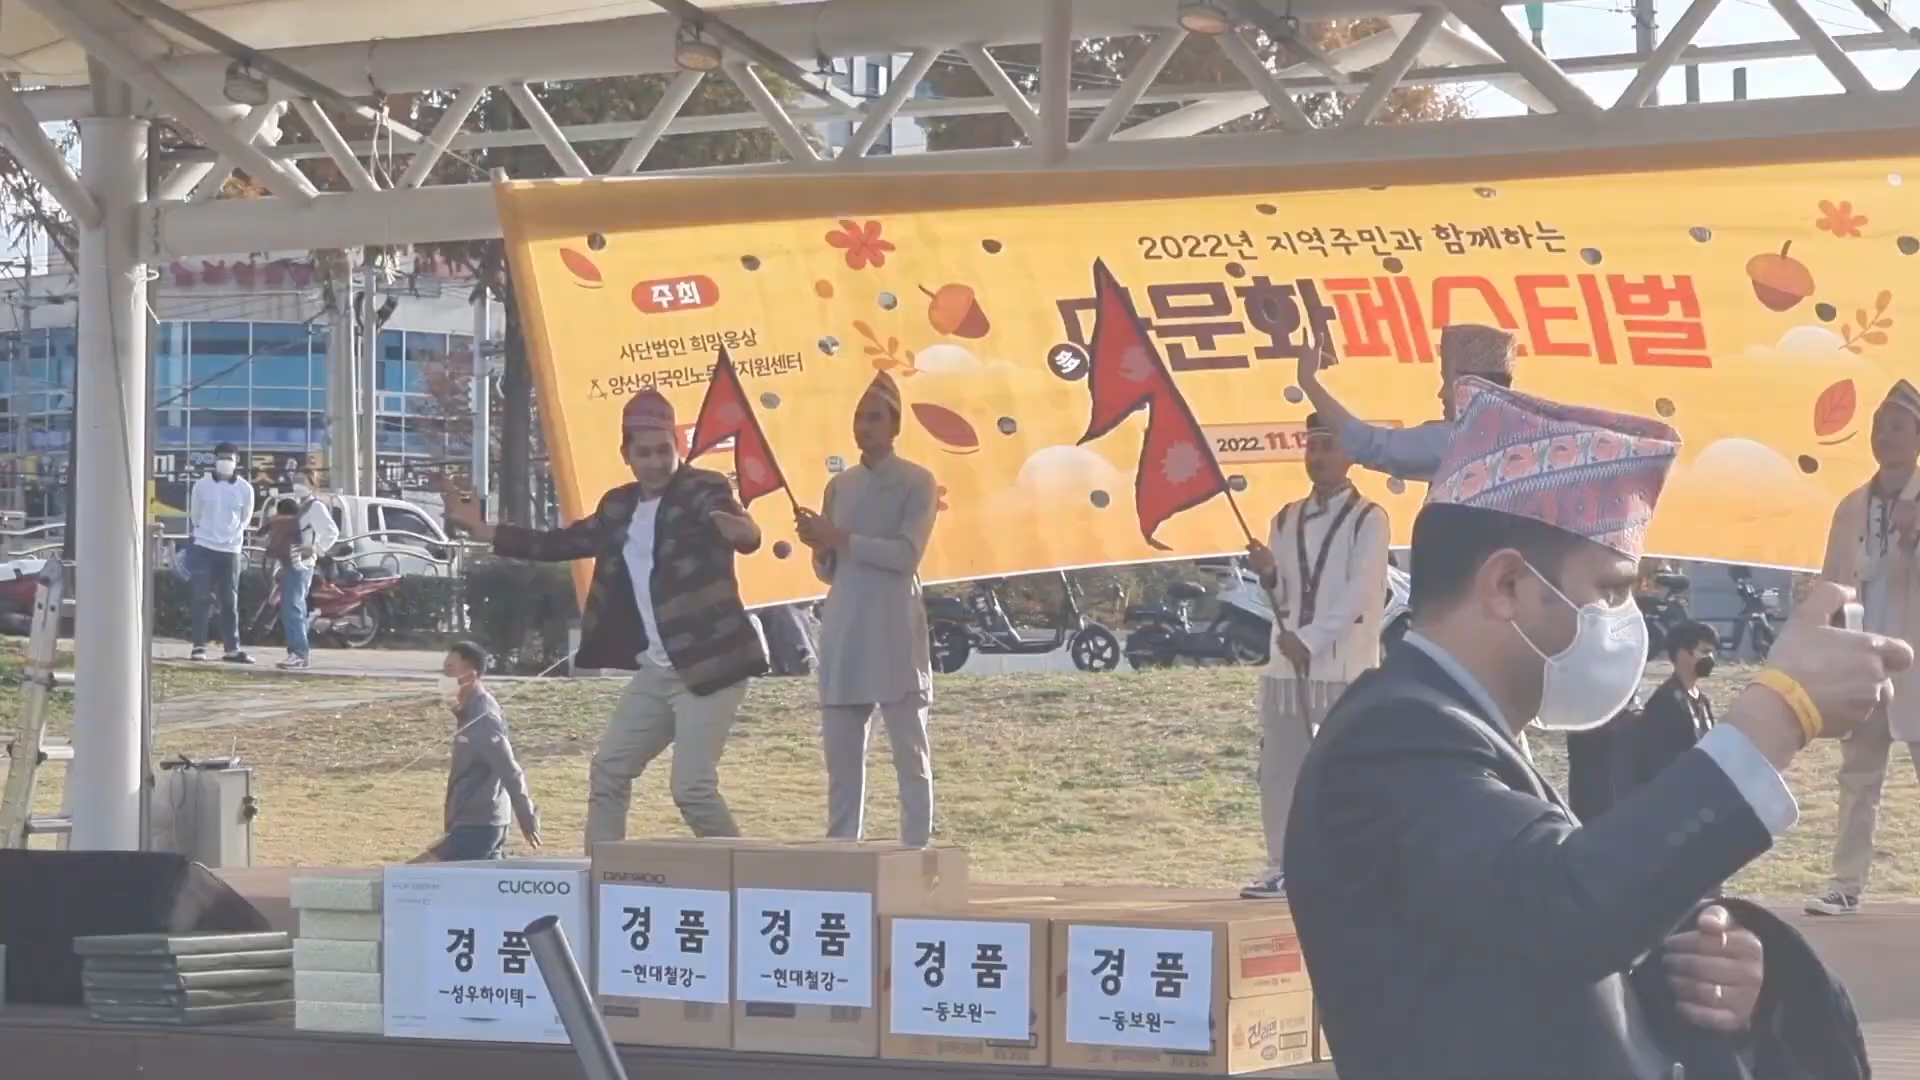 2022년 지역주민과 함께하는
다문화페스티벌
多
주최
사단법인 희망웅상
양산외국인노동자지원센터
2022. 11.
CUCKOO
경품
-성우하이텍-
DAEWOO
경품
-현대철강-
경품
-현대철강-
경품
-동보원-
경품
-동보원-
진라면